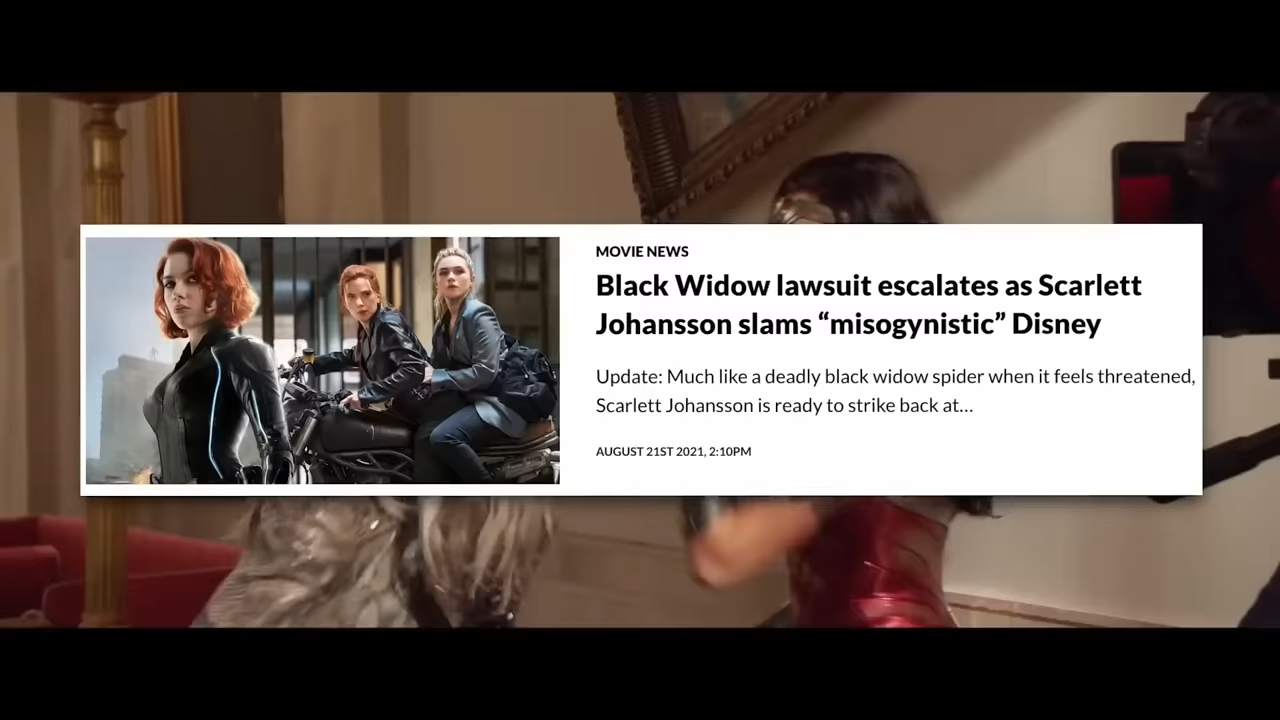 MOVIE NEWS
Black Widow lawsuit escalates as Scarlett
Johansson slams “misogynistic” Disney
Update: Much like a deadly black widow spider when it feels threatened,
Scarlett Johansson is ready to strike back at...
AUGUST 21ST 2021, 2:10PM